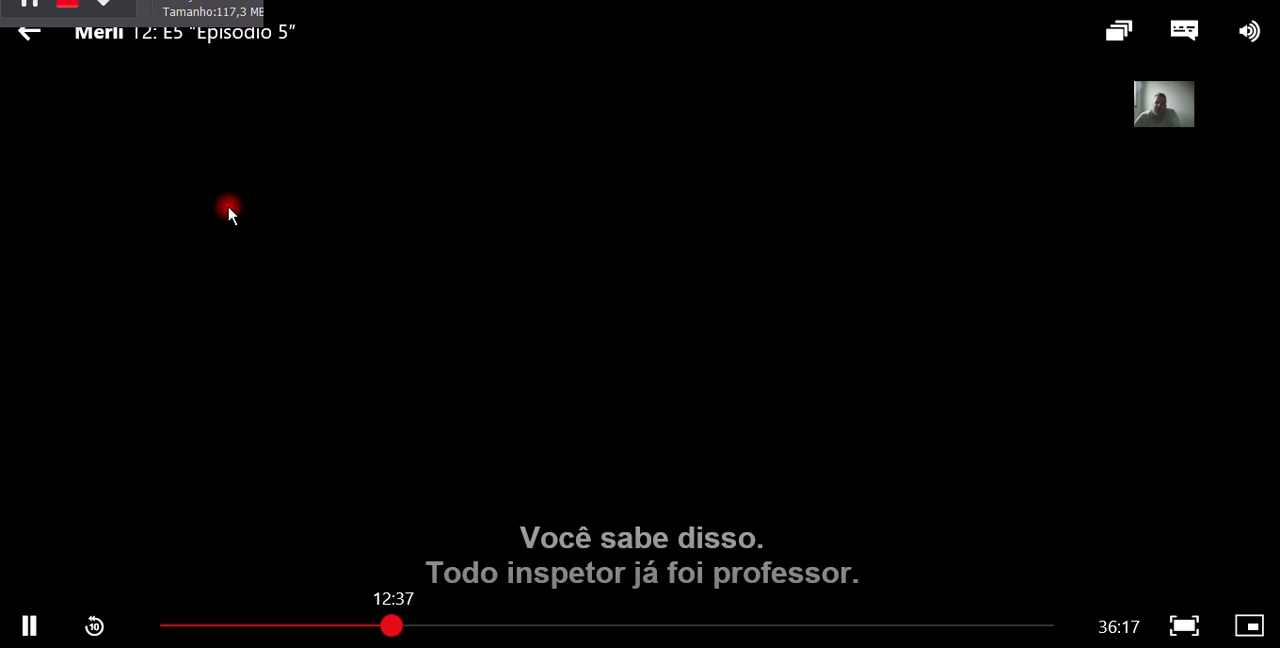 Tamanho:117,3 MB
Merlí T2: E5 “Episódio 5”
Você sabe disso.
Todo inspetor já foi professor.
12:37
10
36:17